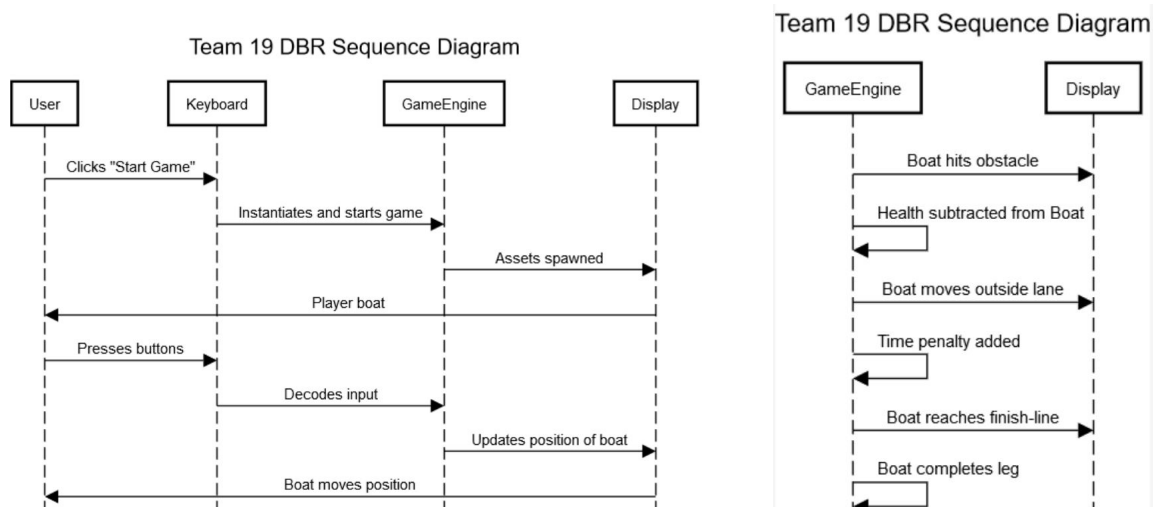 Team 19 DBR Sequence Diagram
User
Keyboard
GameEngine
Display
Clicks "Start Game"
Instantiates and starts game
Assets spawned
Player boat
Presses buttons
Decodes input
Updates position of boat
Boat moves position
Team 19 DBR Sequence Diagram
GameEngine
Display
Boat hits obstacle
Health subtracted from Boat
Boat moves outside lane
Time penalty added
Boat reaches finish-line
Boat completes leg